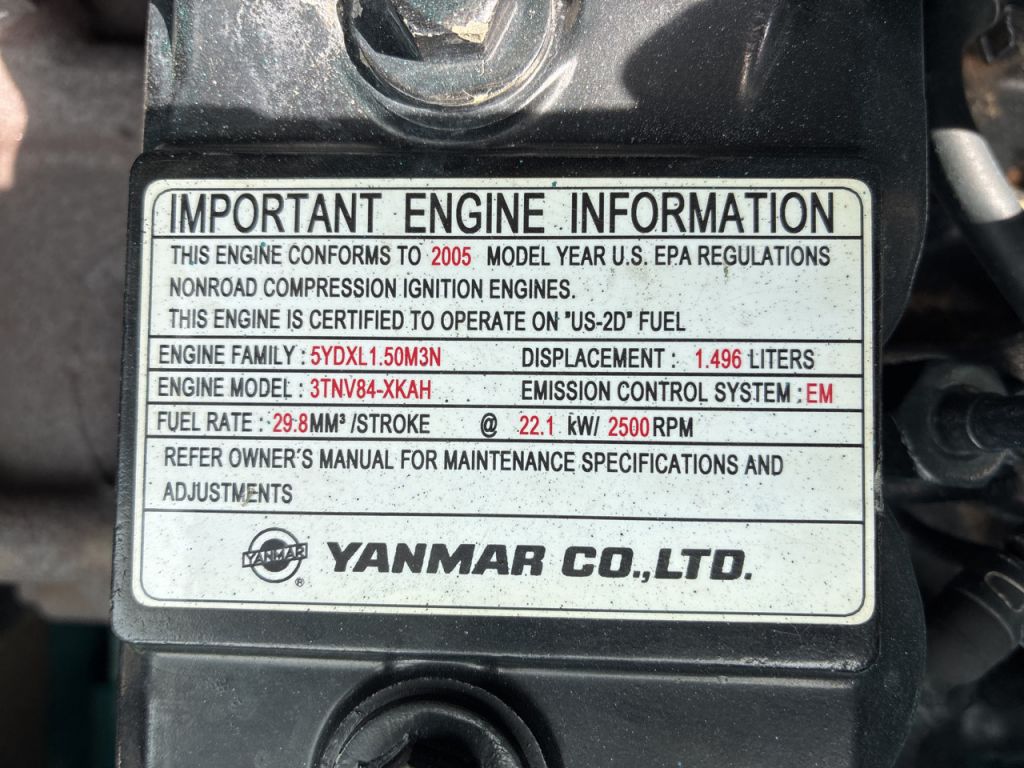 IMPORTANT ENGINE INFORMATION
THIS ENGINE CONFORMS TO 2005 MODEL YEAR U.S. EPA REGULATIONS
NONROAD COMPRESSION IGNITION ENGINES.
THIS ENGINE IS CERTIFIED TO OPERATE ON "US-2D" FUEL
ENGINE FAMILY : 5YDXL1.50M3N DISPLACEMENT : 1.496 LITERS
ENGINE MODEL : 3TNV84-XKAH EMISSION CONTROL SYSTEM : EM
FUEL RATE : 29.8 MM³ /STROKE @ 22.1 kW/ 2500 RPM
REFER OWNER'S MANUAL FOR MAINTENANCE SPECIFICATIONS AND
ADJUSTMENTS
YANMAR ® YANMAR CO.,LTD.